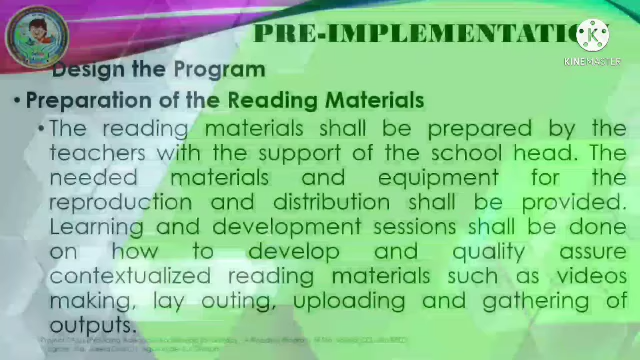 PRE-IMPLEMENTATION
KINEMASTER
Design the Program
• Preparation of the Reading Materials
• The reading materials shall be prepared by the
teachers with the support of the school head. The
needed materials and equipment for the
reproduction and distribution shall be provided.
Learning and development sessions shall be done
on how to develop and quality assure
contextualized reading materials such as videos
making, lay outing, uploading and gathering of
outputs.